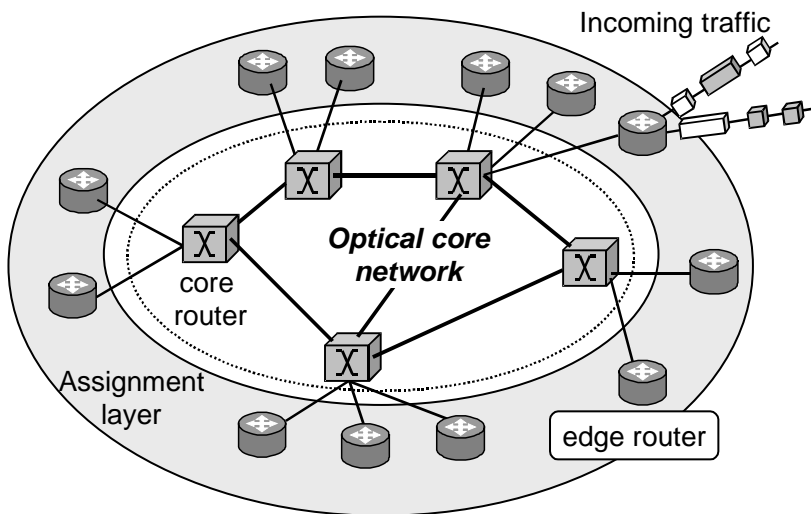 Incoming traffic
Optical core
network
core
router
Assignment
layer
edge router